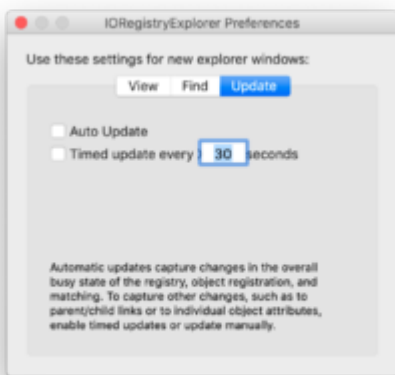 IORegistryExplorer Preferences
Use these settings for new explorer windows:
View Find Update
Auto Update
Timed update every 30 seconds
Automatic updates capture changes in the overall
busy state of the registry, object registration, and
matching. To capture other changes, such as to
parent/child links or to individual object attributes,
enable timed updates or update manually.